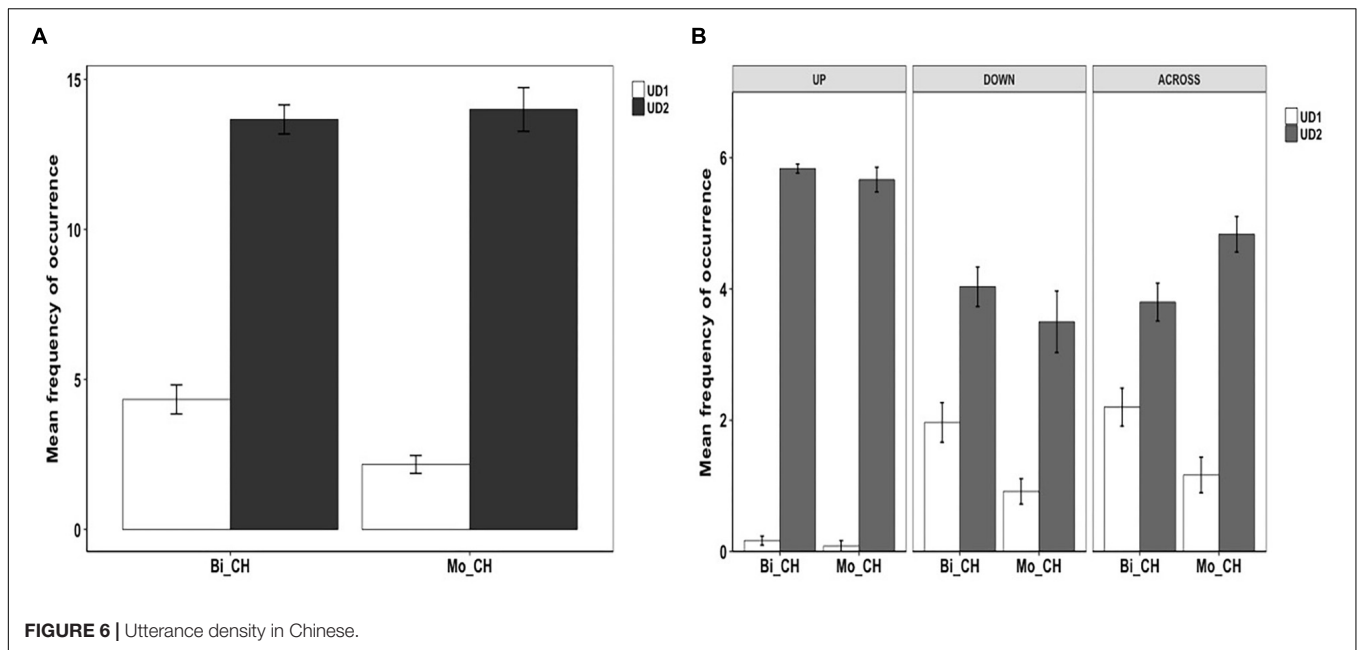 A
Mean frequency of occurrence
15
10
5
0
Bi_CH Mo_CH
UD1
UD2
B
Mean frequency of occurrence
6
4
2
0
UP DOWN ACROSS
Bi_CH Mo_CH Bi_CH Mo_CH Bi_CH Mo_CH
UD1
UD2
FIGURE 6 | Utterance density in Chinese.